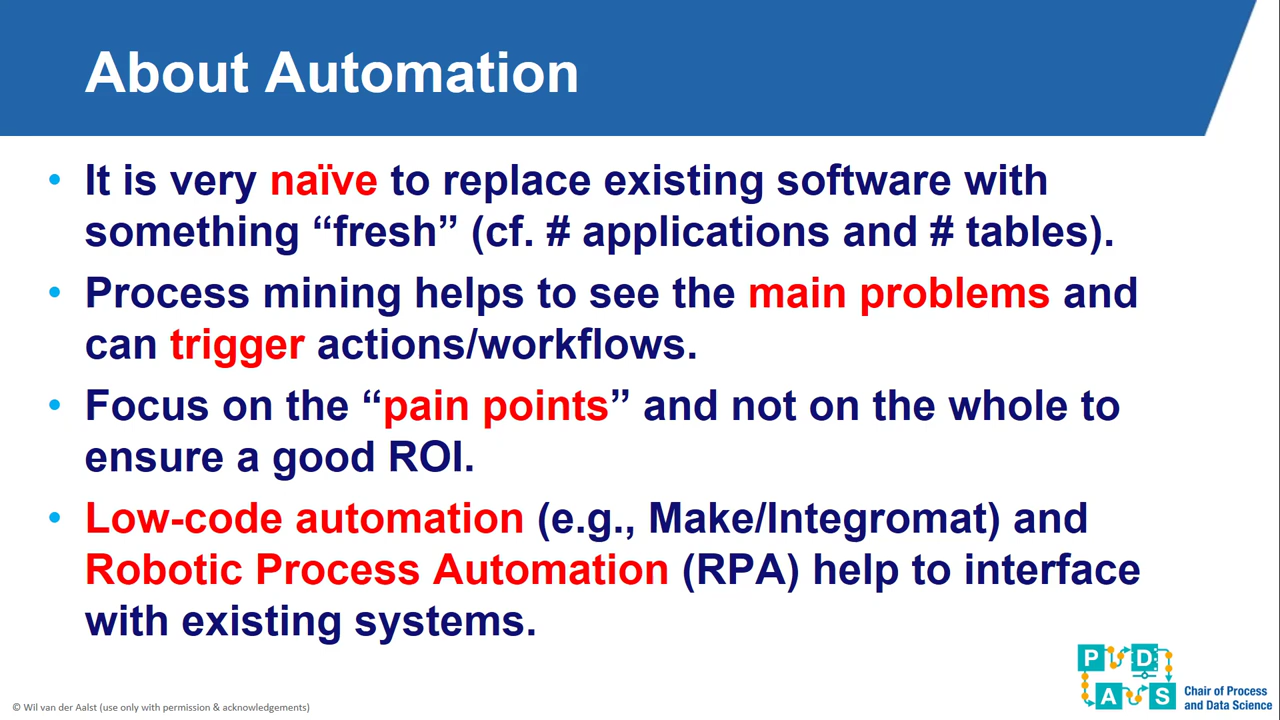 About Automation
• It is very naïve to replace existing software with
something “fresh” (cf. # applications and # tables).
• Process mining helps to see the main problems and
can trigger actions/workflows.
• Focus on the “pain points” and not on the whole to
ensure a good ROI.
• Low-code automation (e.g., Make/Integromat) and
Robotic Process Automation (RPA) help to interface
with existing systems.
P D
A S
Chair of Process
and Data Science
© Wil van der Aalst (use only with permission & acknowledgements)